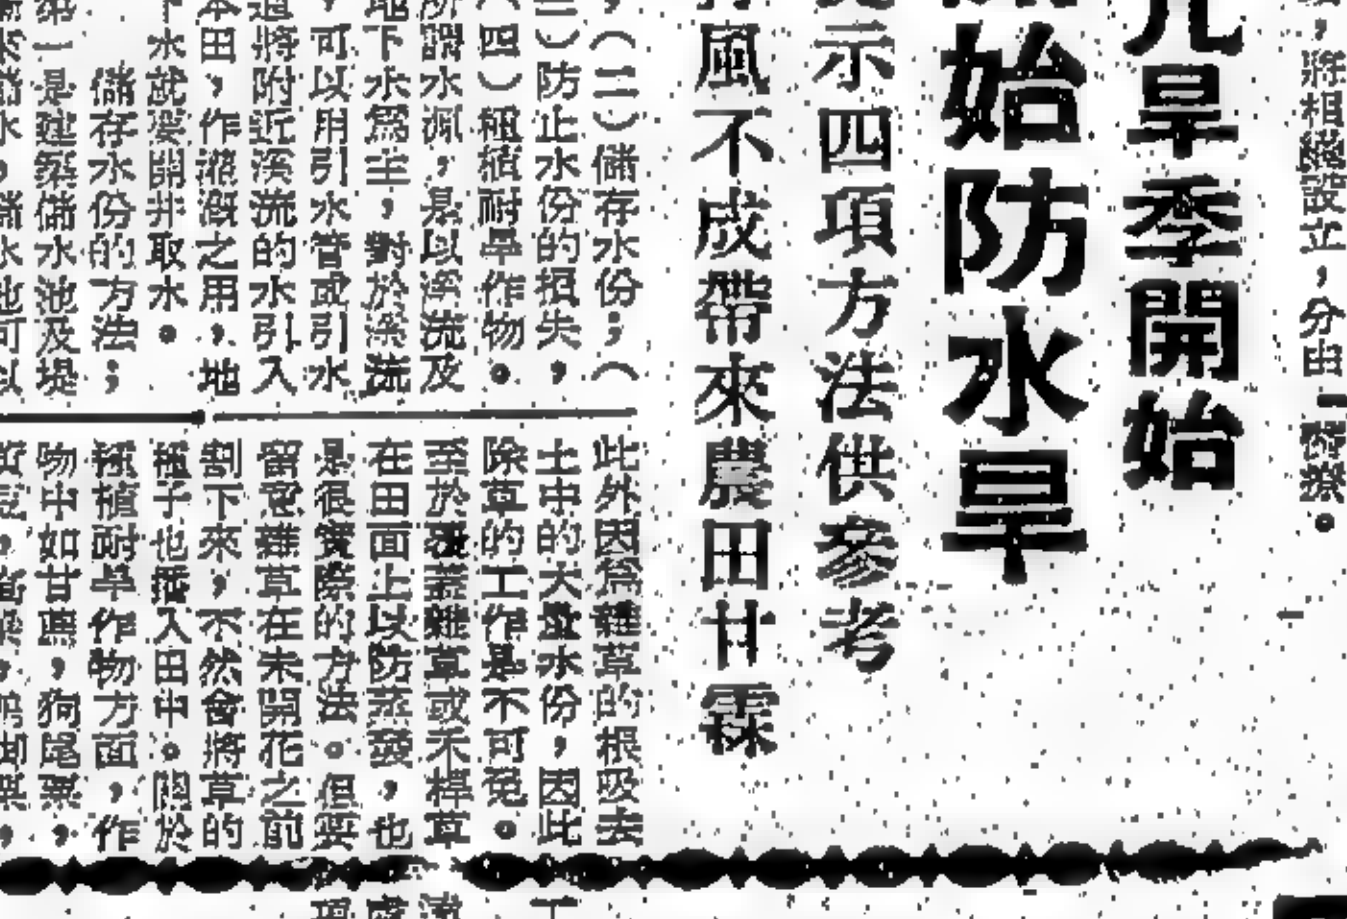 ，將相繼設立，分由「
旱季開始
始防水旱
示四項方法供參考
風不成帶來農田甘霖
，（二）儲存水份；（
三）防止水份的損失，
（四）種植耐旱作物。
所謂水源，是以溪流及
地下水為主，對於溪流
，可以用引水管或引水
道將附近溪流的水引入
本田，作灌溉之用，地
下水就要開井取水。
儲存水份的方法；
第一是建築儲水池及堤
此外因為雜草的根吸去
土中的大量水份，因此
除草的工作是不可免。
至於覆蓋雜草或禾桿草
在田面上以防蒸發，也
是很實際的方法。但要
留意雜草在未開花之前
割下來，不然會將草的
種子也播入田中。關於
種植耐旱作物方面，作
物中如甘薯，狗尾粟，